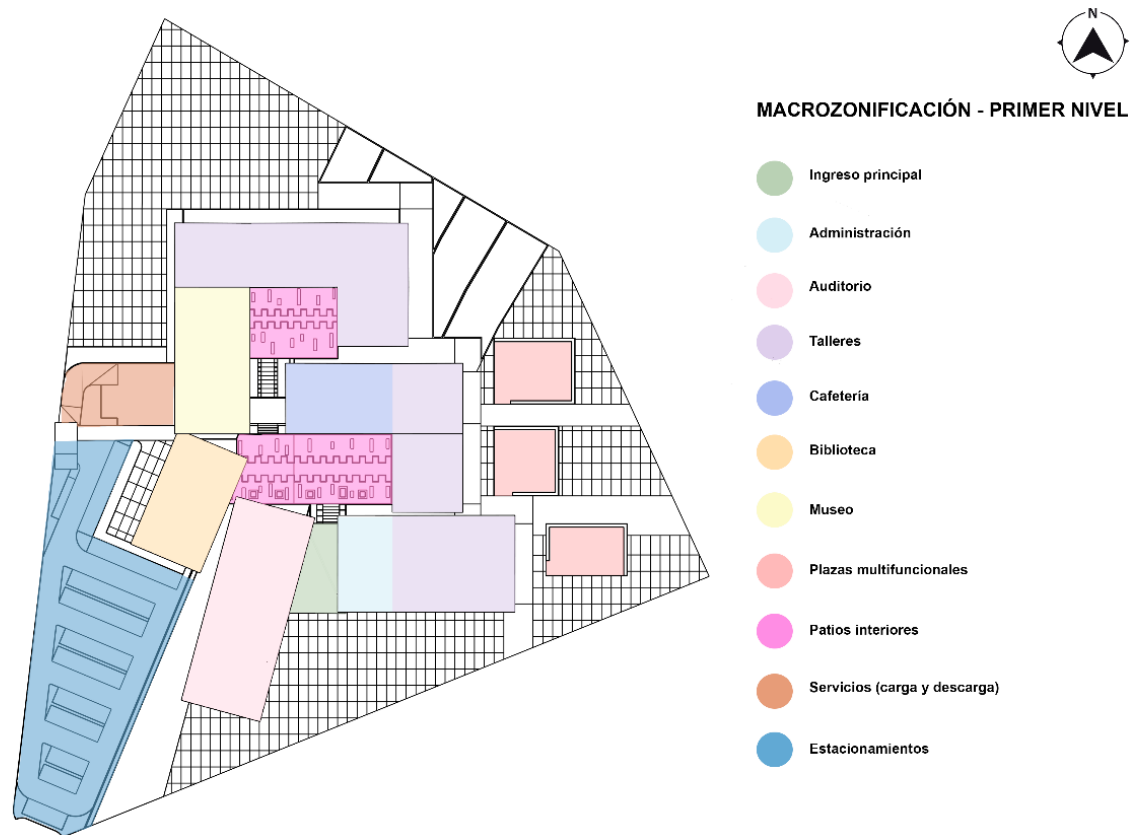 N
MACROZONIFICACIÓN - PRIMER NIVEL
Ingreso principal
Administración
Auditorio
Talleres
Cafetería
Biblioteca
Museo
Plazas multifuncionales
Patios interiores
Servicios (carga y descarga)
Estacionamientos